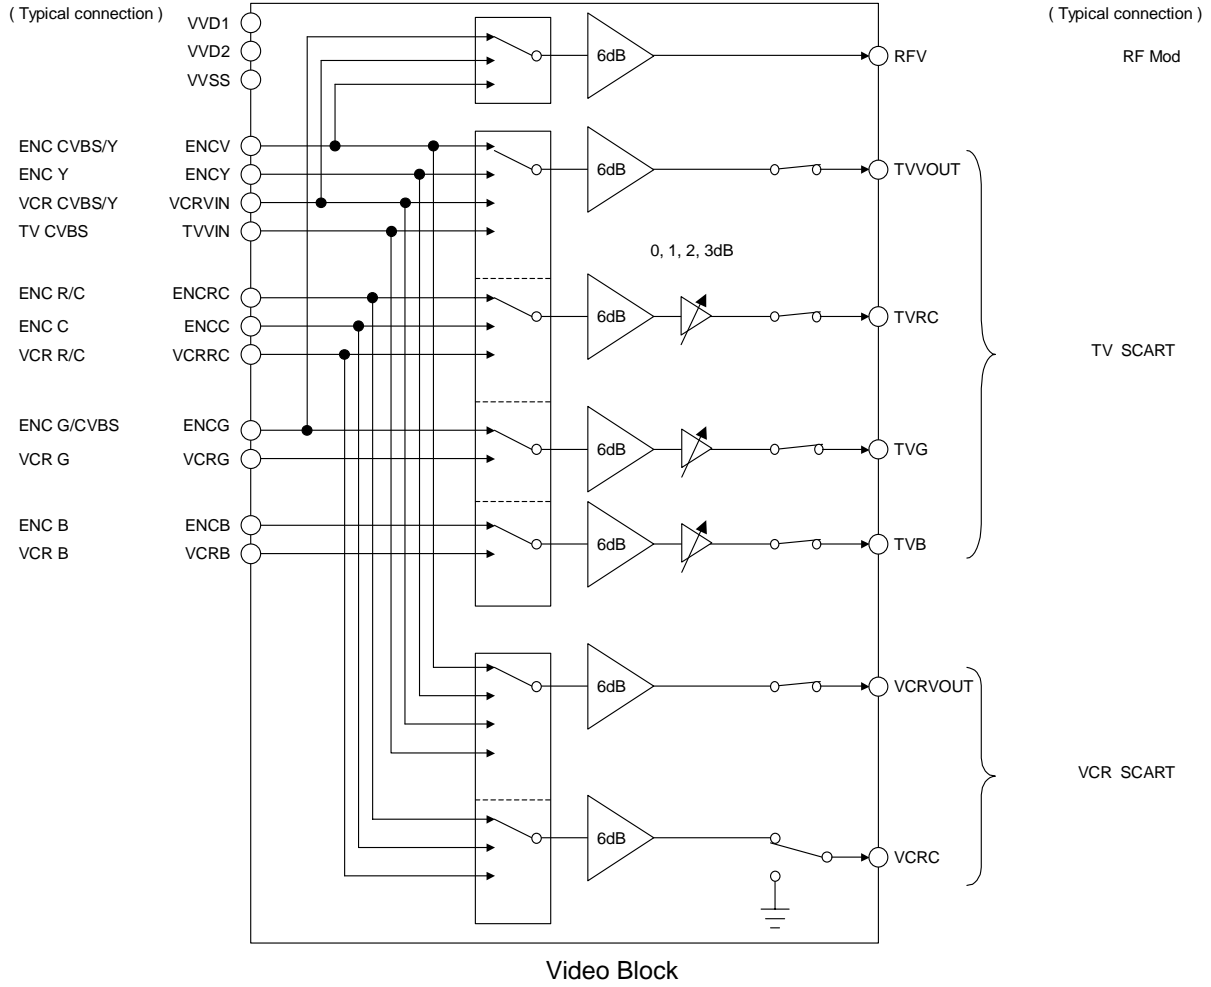 ( Typical connection ) ( Typical connection )
VVD1
VVD2
VVSS
6dB RFV RF Mod
ENC CVBS/Y ENCV
ENC Y ENCY 6dB TVVOUT
VCR CVBS/Y VCRVIN
TV CVBS TVVIN
0, 1, 2, 3dB
ENC R/C ENCRC
ENC C ENCC 6dB TVRC
VCR R/C VCRRC
TV SCART
ENC G/CVBS ENCG
6dB TVG
VCR G VCRG
ENC B ENCB
6dB TVB
VCR B VCRB
6dB VCRVOUT
VCR SCART
6dB
VCRC
Video Block